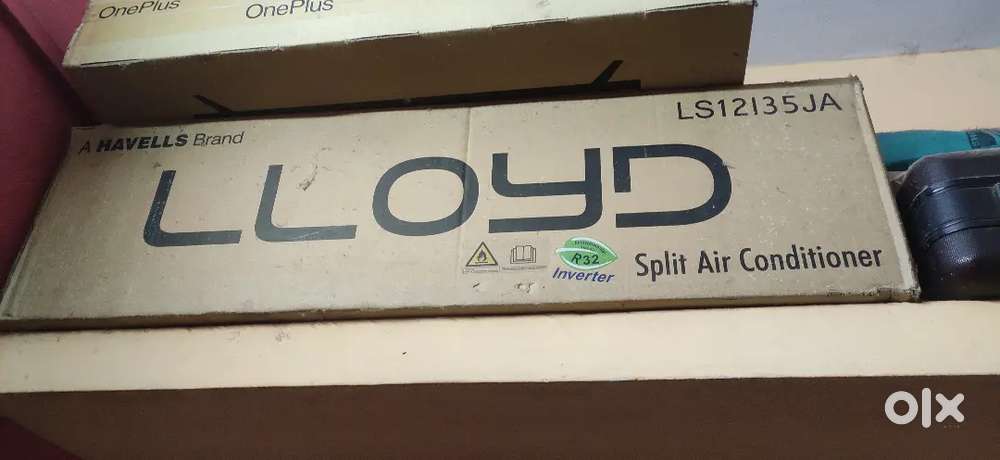 OnePlus
OnePlus
LS12I35JA
A HAVELLS Brand
LLOYD
R32
Inverter
Split Air Conditioner
olx